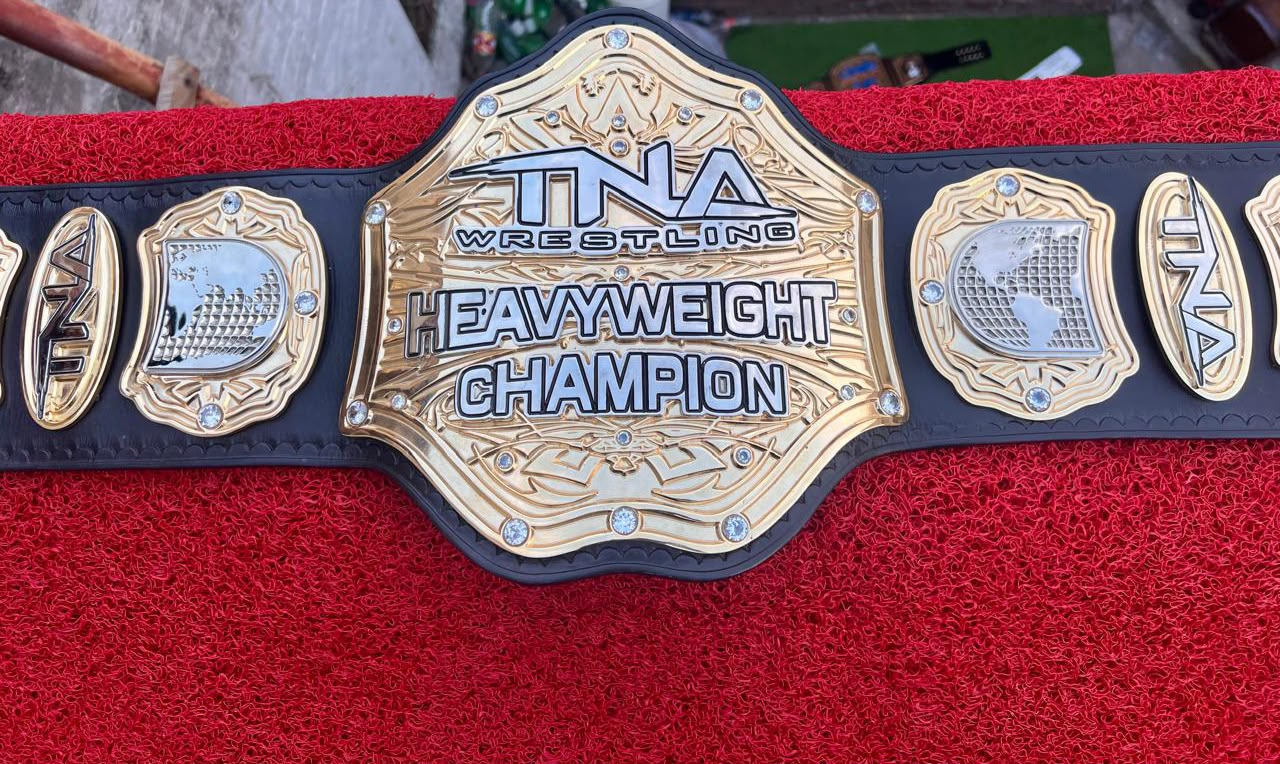 TNA
WRESTLING
HEAVYWEIGHT
CHAMPION
TNA
TNA